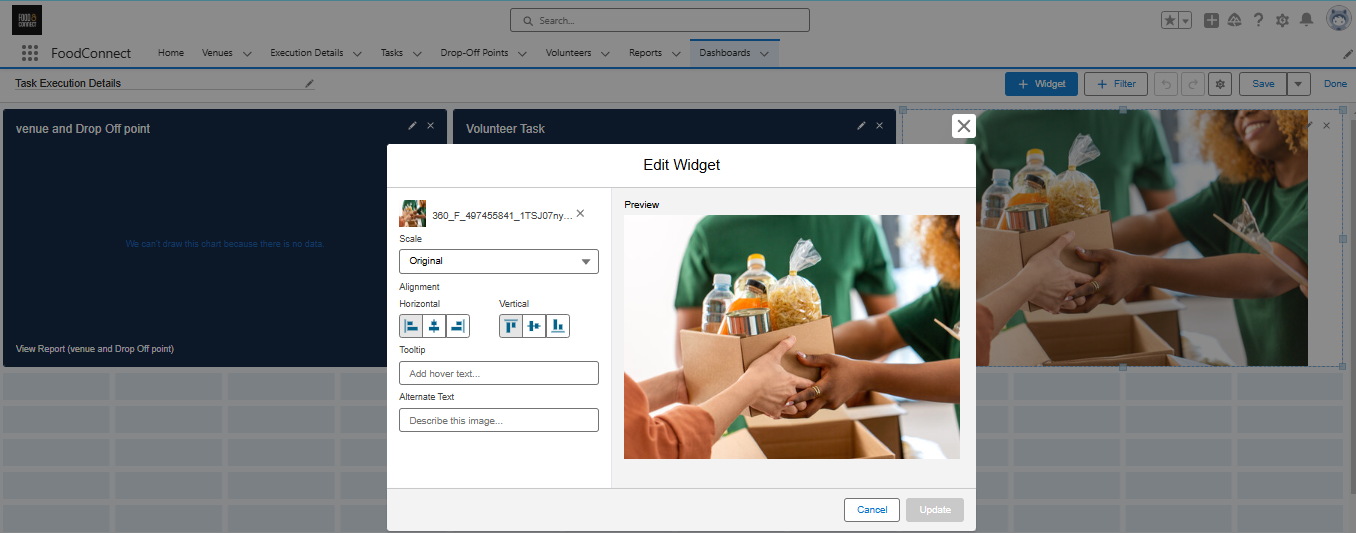 FOOD&
CONNECT
Search...
FoodConnect
Home
Venues
Execution Details
Tasks
Drop-Off Points
Volunteers
Reports
Dashboards
Task Execution Details
+ Widget
+ Filter
Save
Done
venue and Drop Off point
Volunteer Task
We can't draw this chart because there is no data.
View Report (venue and Drop Off point)
Edit Widget
360_F_497455841_1TSJ07ny...
Scale
Original
Alignment
Horizontal
Vertical
Tooltip
Add hover text...
Alternate Text
Describe this image...
Preview
Cancel
Update